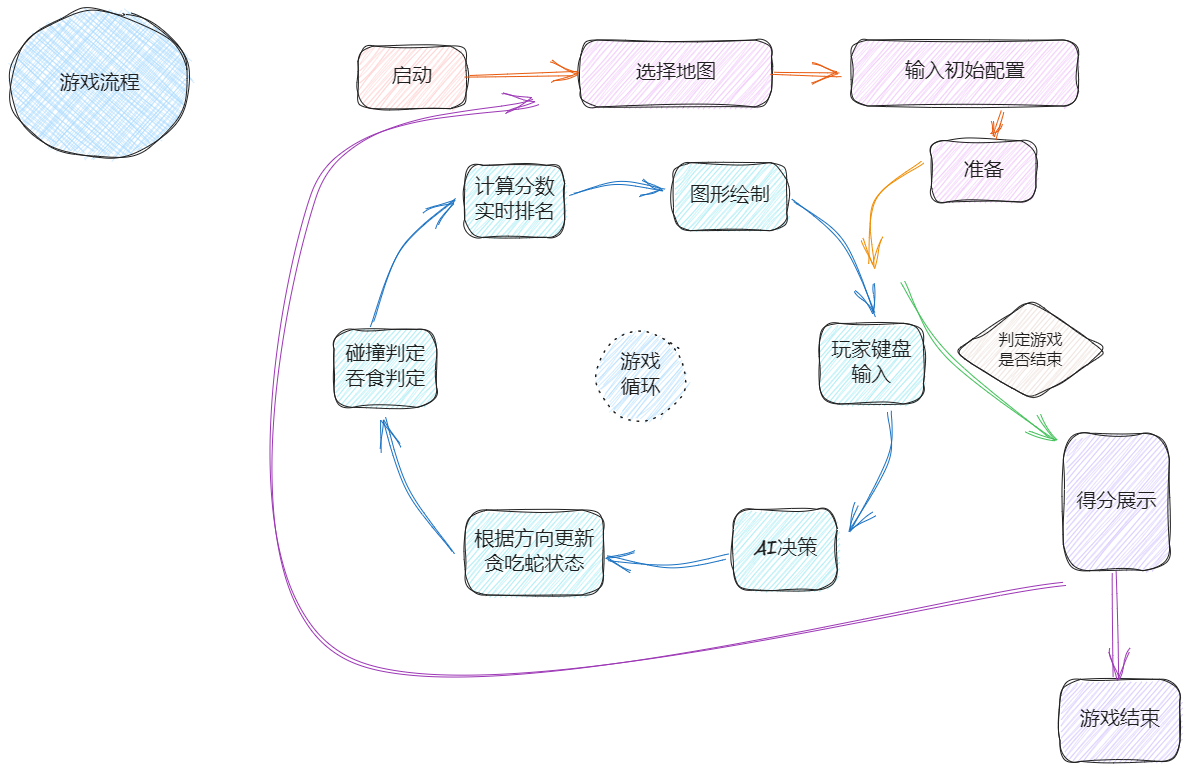 游戏流程
启动
选择地图
输入初始配置
准备
计算分数
实时排名
图形绘制
碰撞判定
吞食判定
游戏
循环
玩家键盘
输入
判定游戏
是否结束
得分展示
根据方向更新
贪吃蛇状态
AI决策
游戏结束